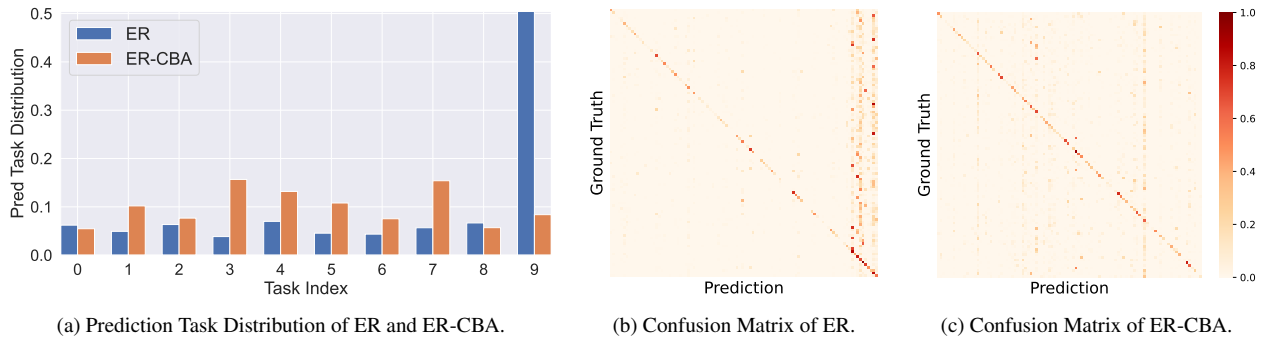 0.5
0.4
0.3
0.2
0.1
0.0
Pred Task Distribution
ER
ER-CBA
0 1 2 3 4 5 6 7 8 9
Task Index
(a) Prediction Task Distribution of ER and ER-CBA.
Ground Truth
Prediction
(b) Confusion Matrix of ER.
Ground Truth
Prediction
1.0
0.8
0.6
0.4
0.2
0.0
(c) Confusion Matrix of ER-CBA.